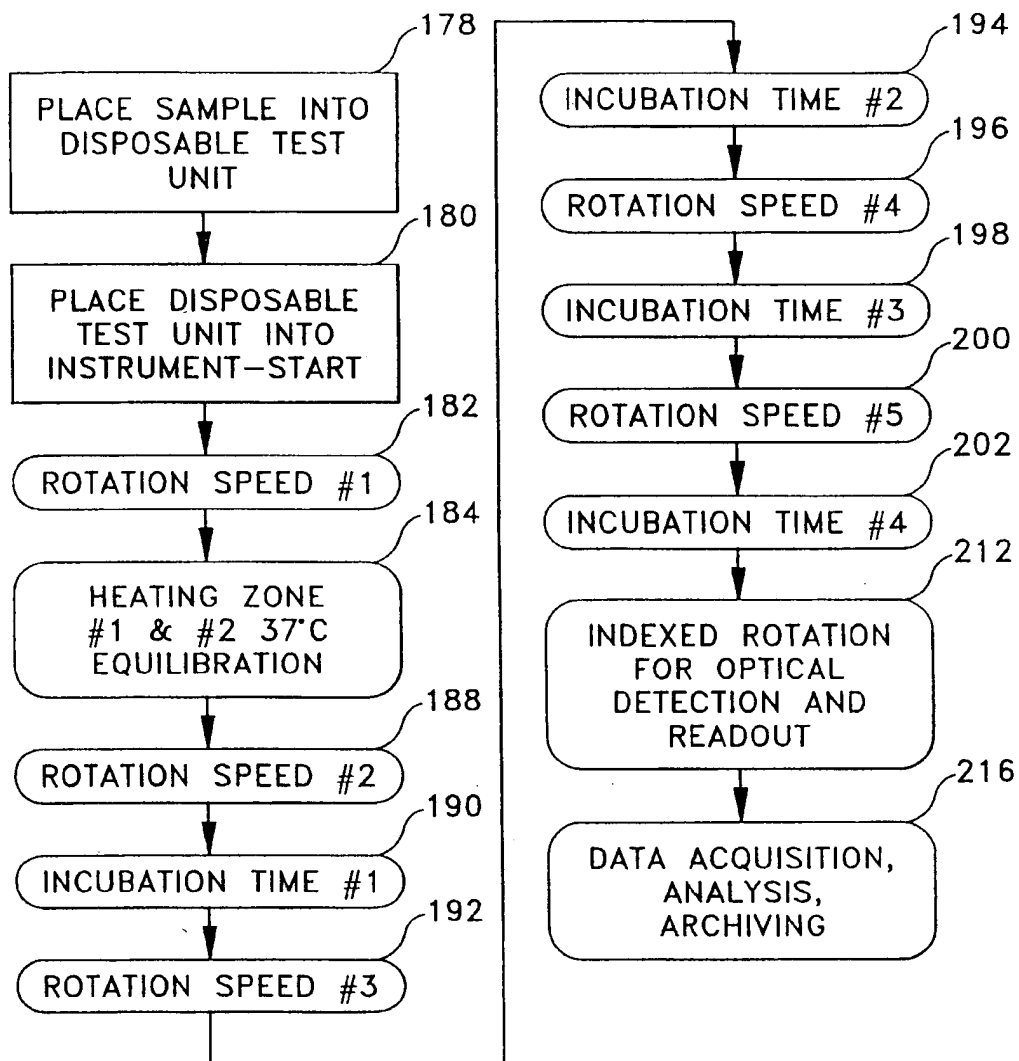 178
PLACE SAMPLE INTO
DISPOSABLE TEST
UNIT
180
PLACE DISPOSABLE
TEST UNIT INTO
INSTRUMENT-START
182
ROTATION SPEED #1
184
HEATING ZONE
#1 & #2 37°C
EQUILIBRATION
188
ROTATION SPEED #2
190
INCUBATION TIME #1
192
ROTATION SPEED #3
194
INCUBATION TIME #2
196
ROTATION SPEED #4
198
INCUBATION TIME #3
200
ROTATION SPEED #5
202
INCUBATION TIME #4
212
INDEXED ROTATION
FOR OPTICAL
DETECTION AND
READOUT
216
DATA ACQUISITION,
ANALYSIS,
ARCHIVING